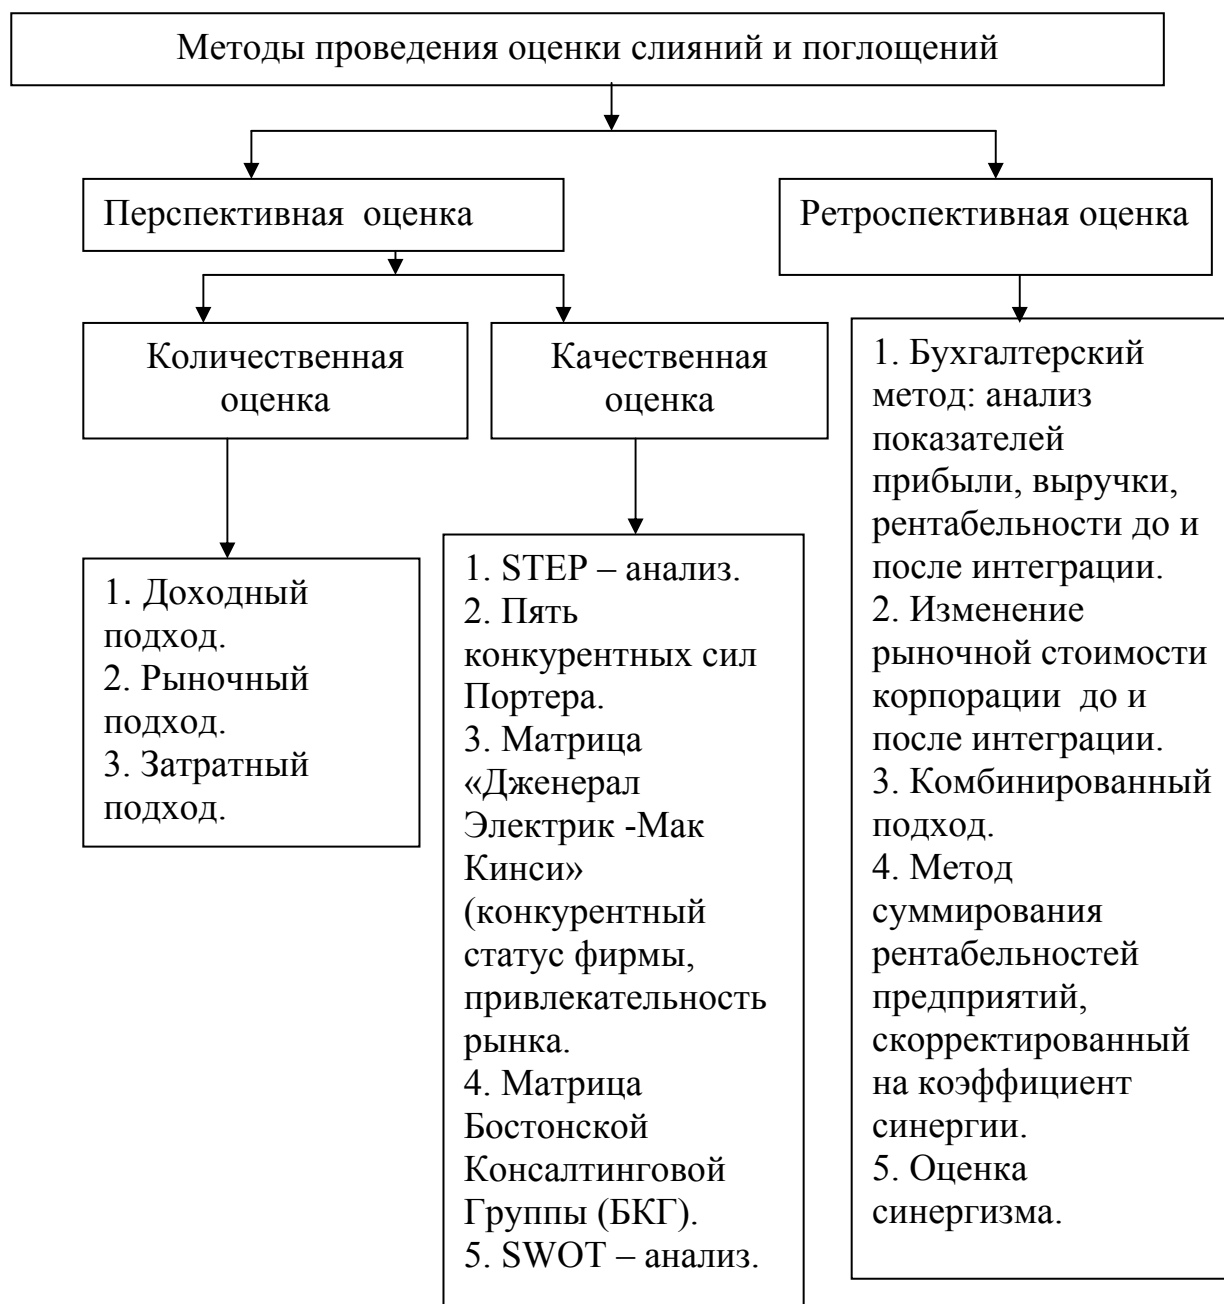 Методы проведения оценки слияний и поглощений
Перспективная оценка
Ретроспективная оценка
Количественная
оценка
Качественная
оценка
1. Доходный
подход.
2. Рыночный
подход.
3. Затратный
подход.
1. STEP – анализ.
2. Пять
конкурентных сил
Портера.
3. Матрица
«Дженерал
Электрик -Мак
Кинси»
(конкурентный
статус фирмы,
привлекательность
рынка.
4. Матрица
Бостонской
Консалтинговой
Группы (БКГ).
5. SWOT – анализ.
1. Бухгалтерский
метод: анализ
показателей
прибыли, выручки,
рентабельности до и
после интеграции.
2. Изменение
рыночной стоимости
корпорации до и
после интеграции.
3. Комбинированный
подход.
4. Метод
суммирования
рентабельностей
предприятий,
скорректированный
на коэффициент
синергии.
5. Оценка
синергизма.